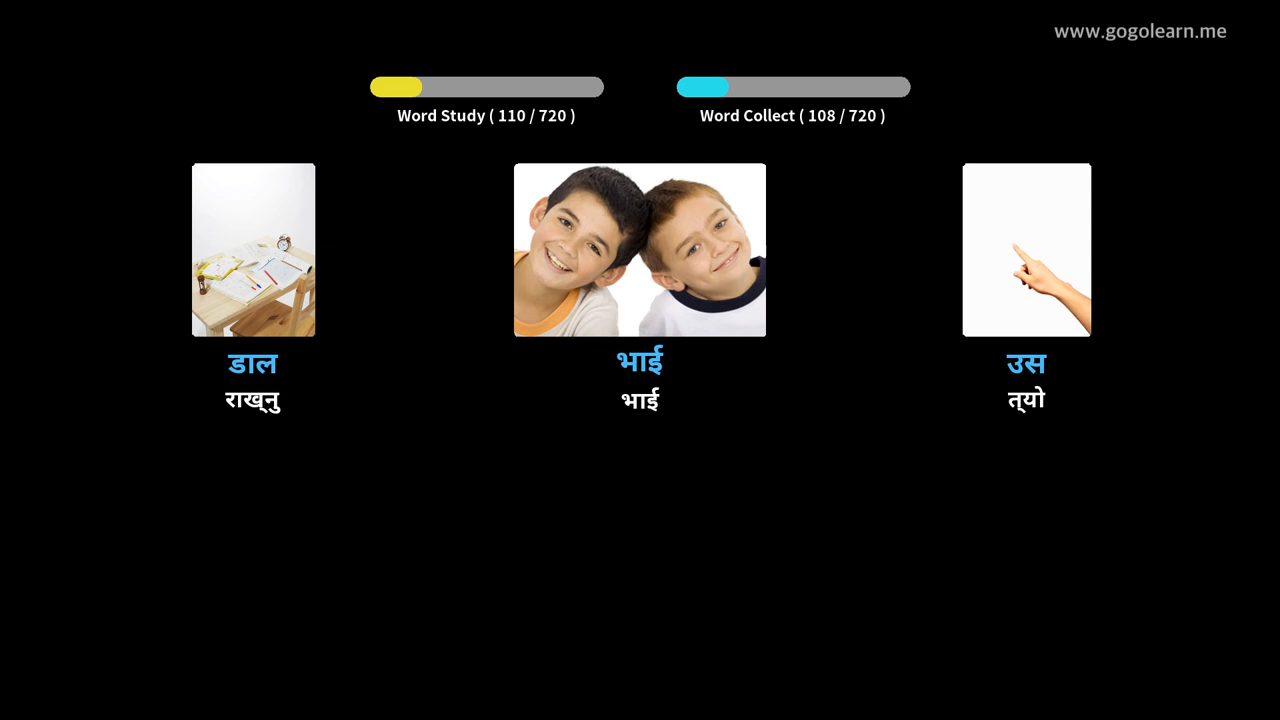 www.gogolearn.me
Word Study ( 110 / 720 )
Word Collect ( 108 / 720 )
डाल
भाई
उस
राख्‌नु
भाई
त्‌यो